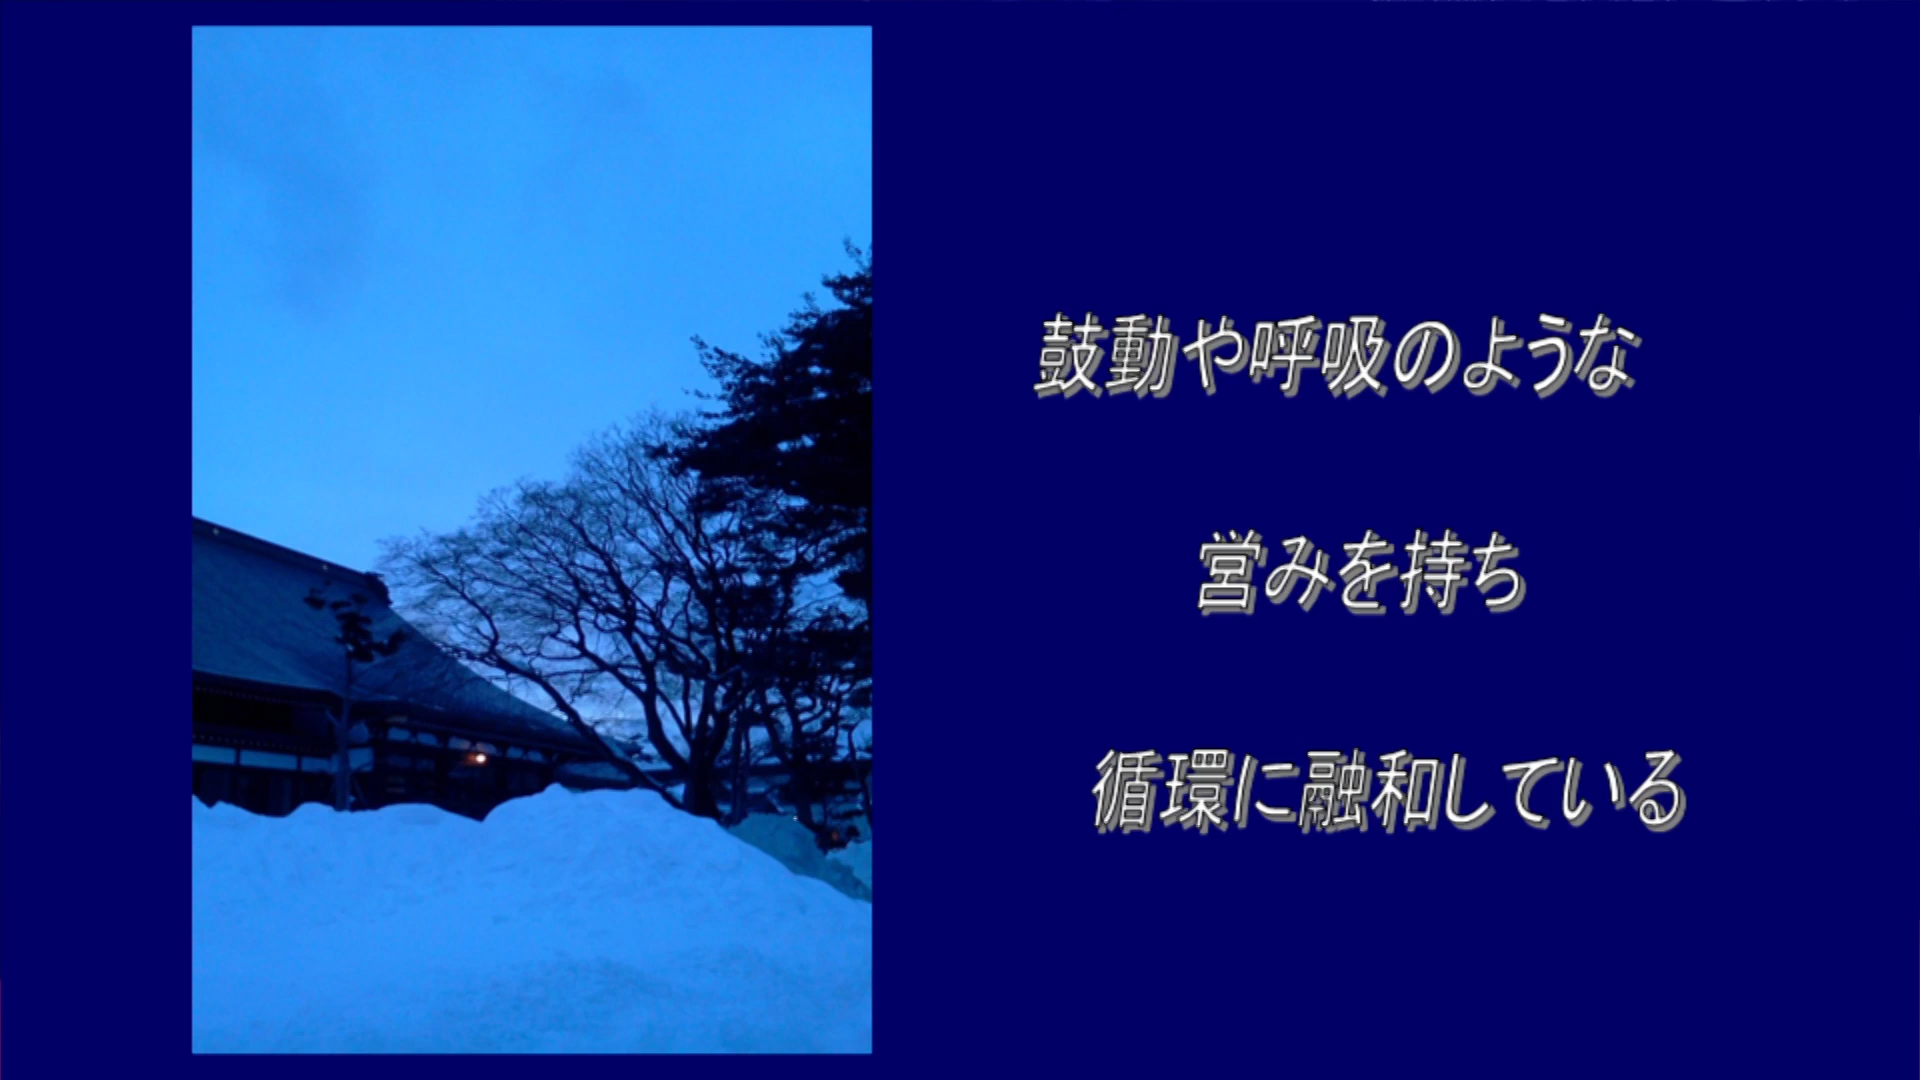 鼓動や呼吸のような
営みを持ち
循環に融和している